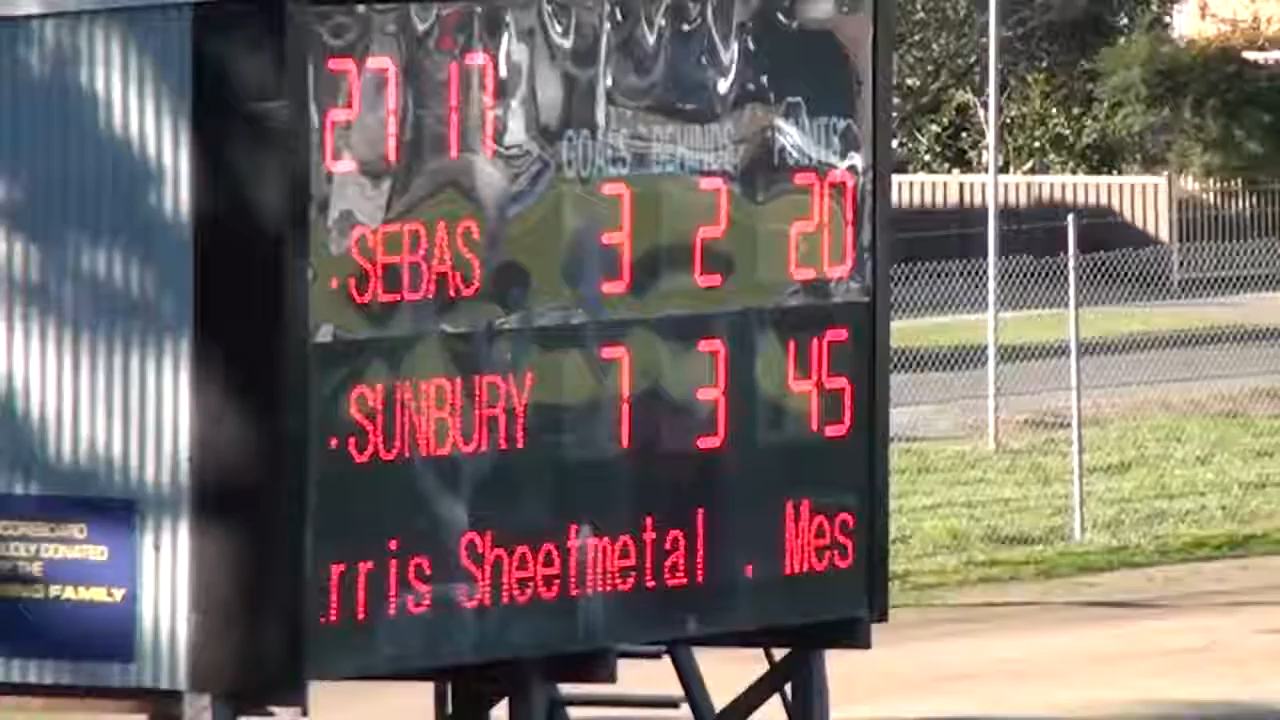 27 17
GOALS BEHINDS POINTS
SEBAS 3 2 20
SUNBURY 7 3 45
rris Sheetmetal . Mes
UDLY DONATED
THE
FAMILY